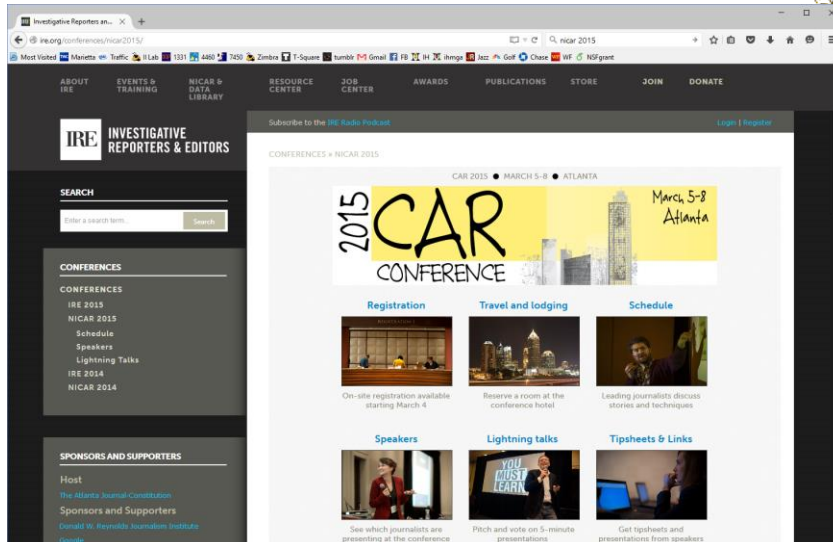 Investigative Reporters an...
ire.org/conferences/nicar2015/
nicar 2015
Most Visited Marietta Traffic II Lab 1331 4460 7450 Zimbra T-Square tumblr Gmail FB IH ihmga Jazz Golf Chase WF NSFgrant
ABOUT IRE
EVENTS & TRAINING
NICAR & DATA LIBRARY
RESOURCE CENTER
JOB CENTER
AWARDS
PUBLICATIONS
STORE
JOIN
DONATE
IRE
INVESTIGATIVE
REPORTERS & EDITORS
Subscribe to the IRE Radio Podcast
Login | Register
CONFERENCES » NICAR 2015
SEARCH
Enter a search term...
Search
CONFERENCES
CONFERENCES
IRE 2015
NICAR 2015
Schedule
Speakers
Lightning Talks
IRE 2014
NICAR 2014
SPONSORS AND SUPPORTERS
Host
The Atlanta Journal-Constitution
Sponsors and Supporters
Donald W. Reynolds Journalism Institute
Google
CAR 2015 ● MARCH 5-8 ● ATLANTA
2015
CAR
CONFERENCE
March 5-8
Atlanta
Registration
REGISTRATION
On-site registration available
starting March 4
Travel and lodging
Reserve a room at the
conference hotel
Schedule
Leading journalists discuss
stories and techniques
Speakers
See which journalists are
presenting at the conference
Lightning talks
YOU
MUST
LEARN
Pitch and vote on 5-minute
presentations
Tipsheets & Links
Get tipsheets and
presentations from speakers